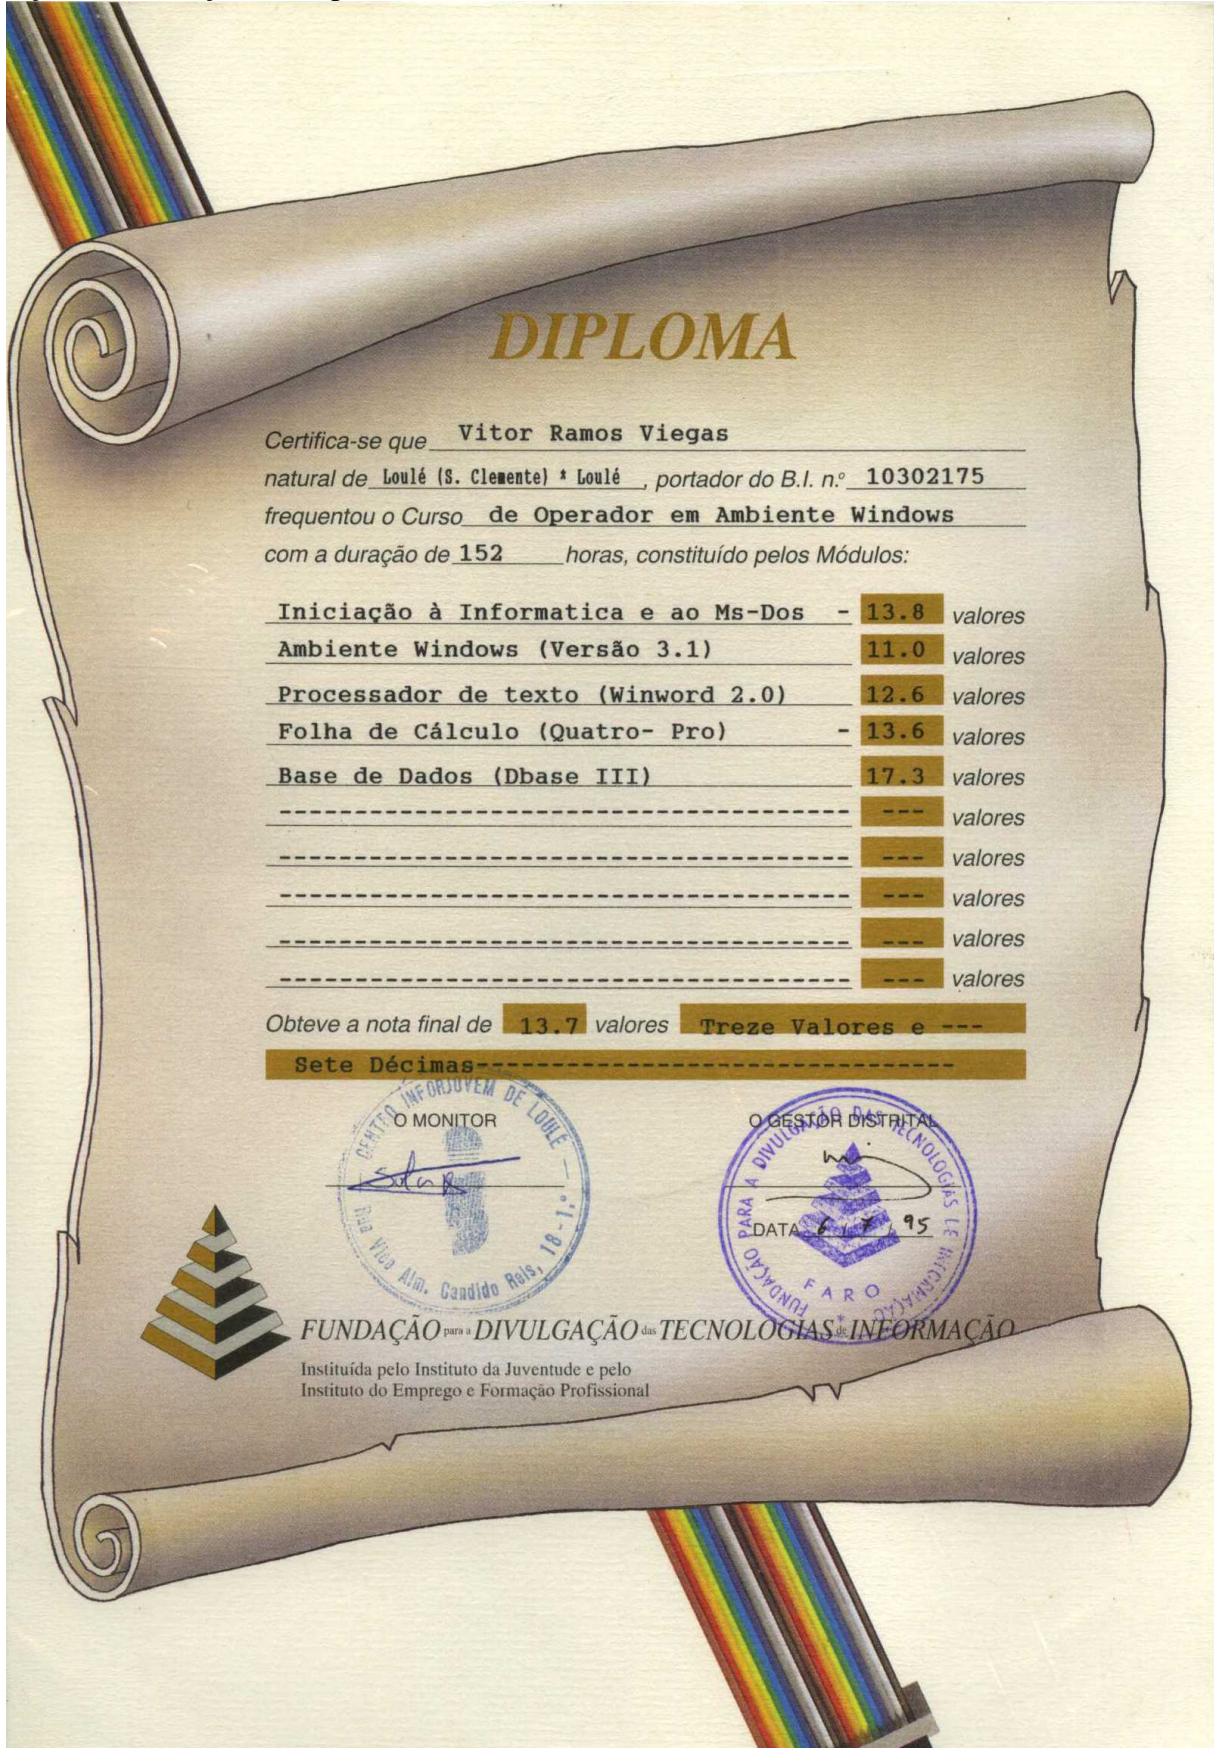 DIPLOMA
Certifica-se que Vitor Ramos Viegas
natural de Loulé (S. Clemente) * Loulé , portador do B.I. n.º 10302175
frequentou o Curso de Operador em Ambiente Windows
com a duração de 152 horas, constituído pelos Módulos:
Iniciação à Informatica e ao Ms-Dos - 13.8 valores
Ambiente Windows (Versão 3.1) 11.0 valores
Processador de texto (Winword 2.0) 12.6 valores
Folha de Cálculo (Quatro- Pro) - 13.6 valores
Base de Dados (Dbase III) 17.3 valores
------------------------------------- --- valores
------------------------------------- --- valores
------------------------------------- --- valores
------------------------------------- --- valores
------------------------------------- --- valores
Obteve a nota final de 13.7 valores Treze Valores e ---
Sete Décimas--------------------------------------
O MONITOR O GESTOR DISTRITAL
CENTRO INFORJOVEM DE LOULÉ
Rua Vice Alm. Candido Reis, 18-1.º
FUNDAÇÃO PARA A DIVULGAÇÃO DAS TECNOLOGIAS
FARO
DATA 6 / 7 / 95
FUNDAÇÃO para a DIVULGAÇÃO das TECNOLOGIAS de INFORMAÇÃO
Instituída pelo Instituto da Juventude e pelo
Instituto do Emprego e Formação Profissional